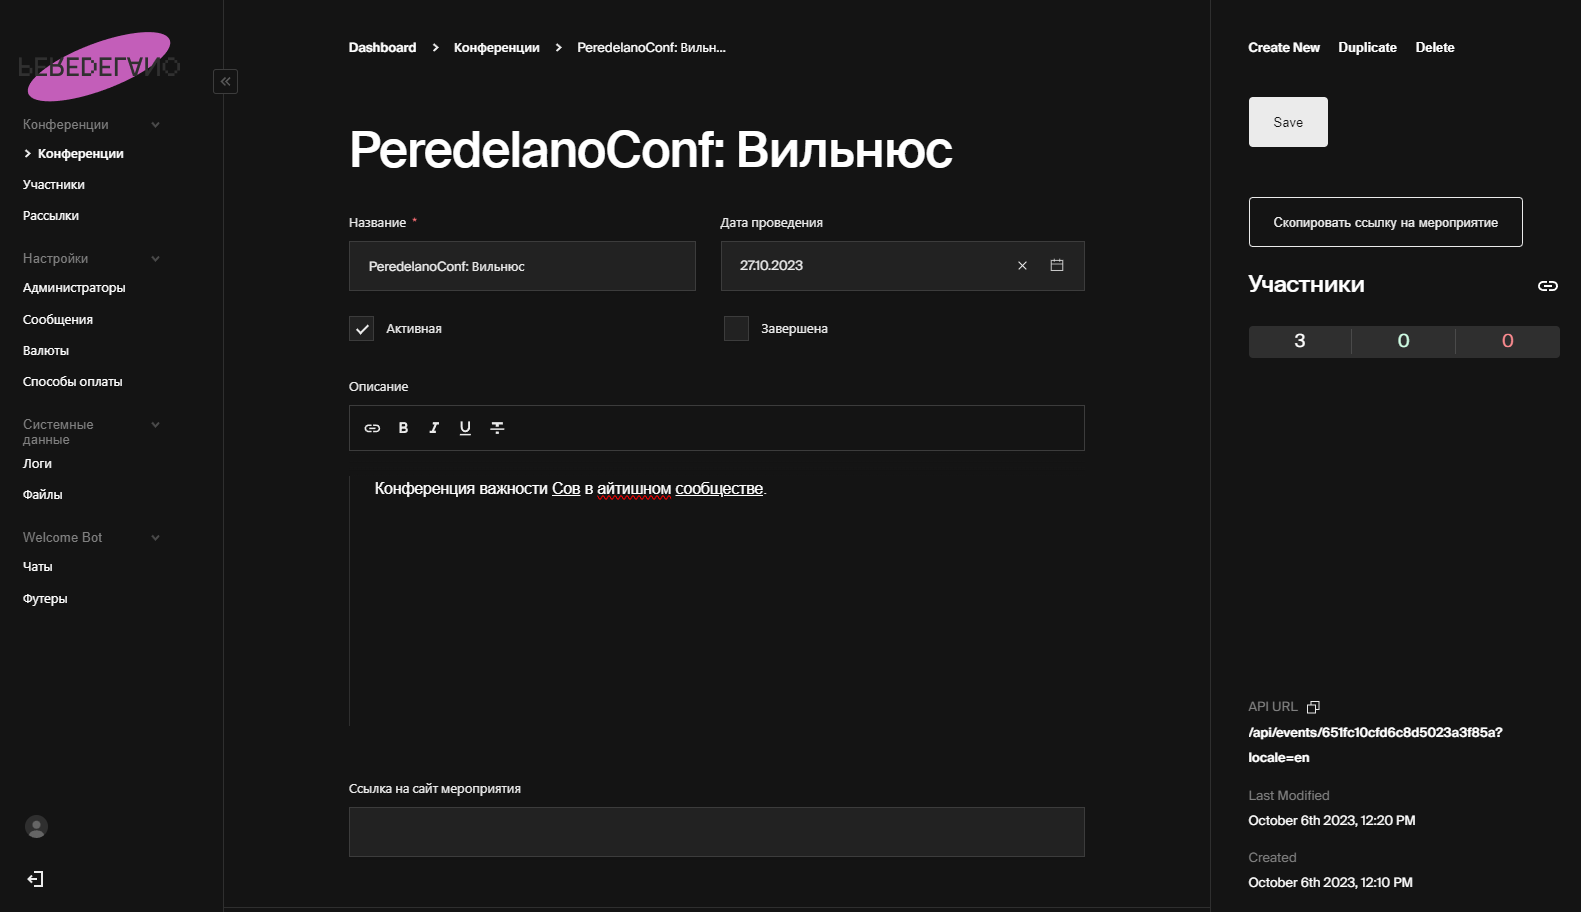 PEREDELANO
Конференции
Конференции
Участники
Рассылки
Настройки
Администраторы
Сообщения
Валюты
Способы оплаты
Системные
данные
Логи
Файлы
Welcome Bot
Чаты
Футеры
Dashboard > Конференции > PeredelanoConf: Вильн...
PeredelanoConf: Вильнюс
Название *
PeredelanoConf: Вильнюс
Дата проведения
27.10.2023
Активная
Завершена
Описание
B I U T
Конференция важности Сов в айтишном сообществе.
Ссылка на сайт мероприятия
Create New Duplicate Delete
Save
Скопировать ссылку на мероприятие
Участники
3 0 0
API URL
/api/events/651fc10cfd6c8d5023a3f85a?
locale=en
Last Modified
October 6th 2023, 12:20 PM
Created
October 6th 2023, 12:10 PM